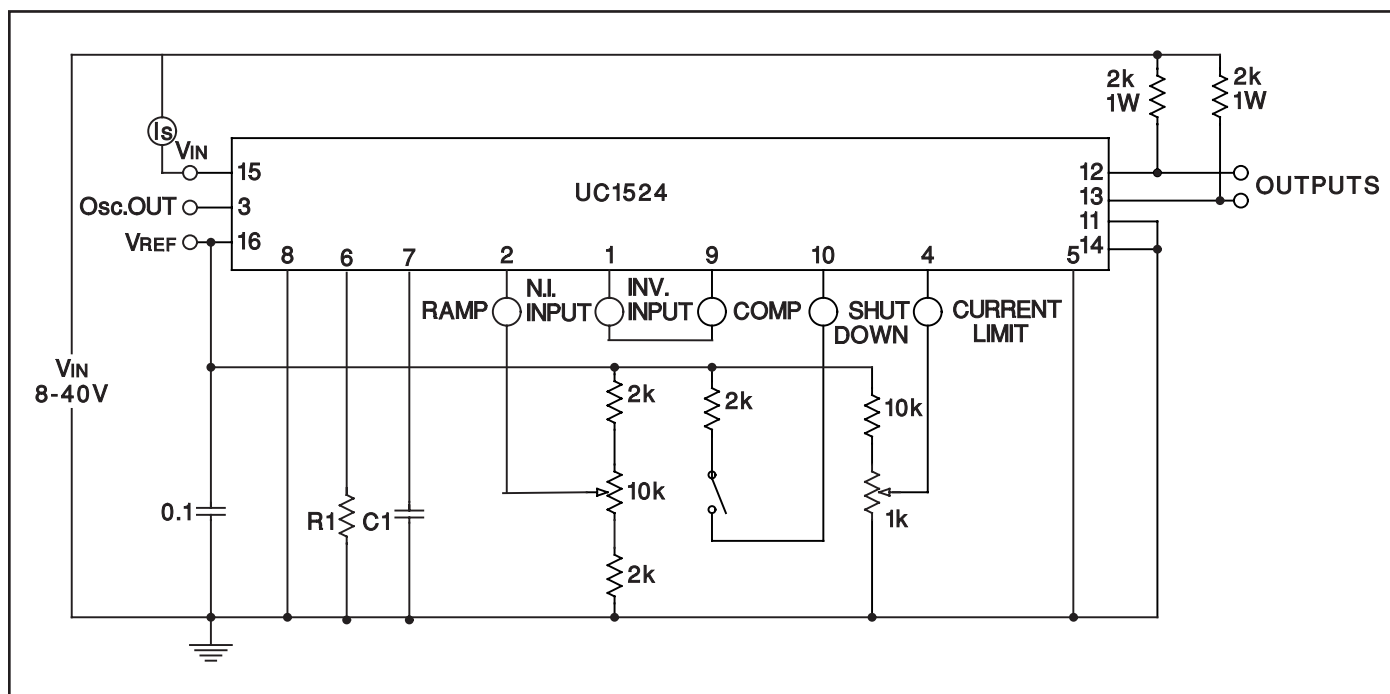 2k
1W
2k
1W
Is
VIN
15
12
UC1524
OUTPUTS
Osc.OUT
3
13
11
VREF
16
14
8
6
7
2
1
9
10
4
5
RAMP
N.I.
INPUT
INV.
INPUT
COMP
SHUT
DOWN
CURRENT
LIMIT
VIN
8-40V
2k
2k
10k
10k
1k
0.1
R1
C1
2k